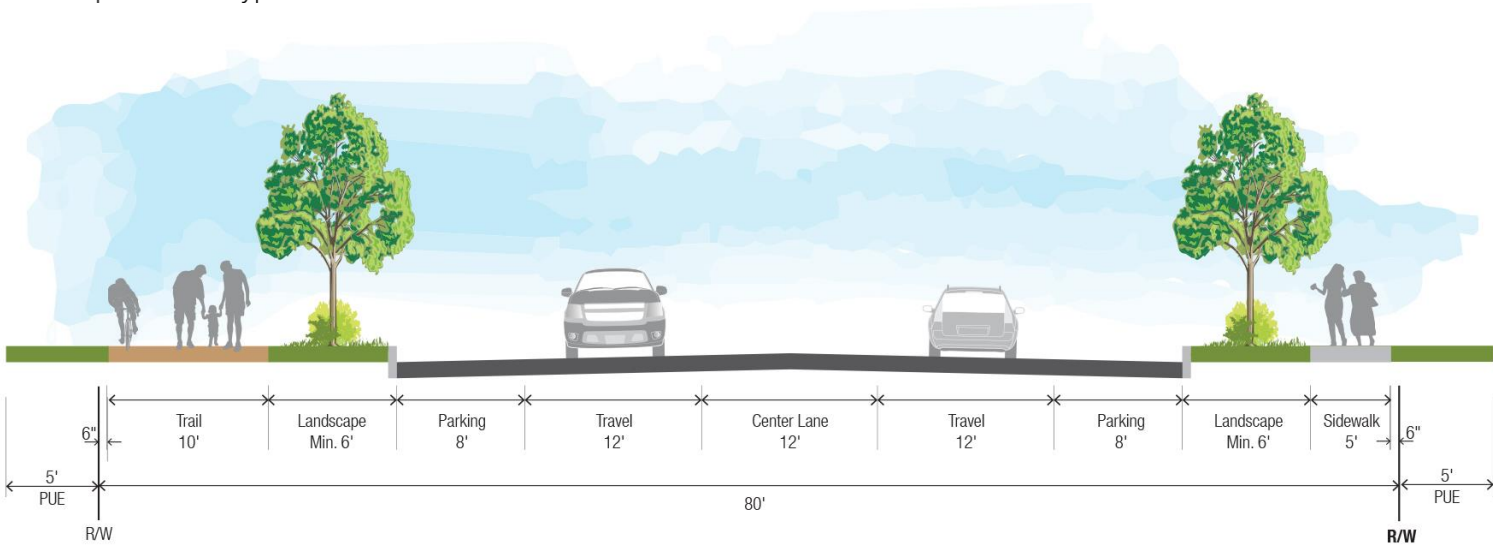 6"
Trail
10'
Landscape
Min. 6'
Parking
8'
Travel
12'
Center Lane
12'
Travel
12'
Parking
8'
Landscape
Min. 6'
Sidewalk
5'
6"
5'
PUE
80'
5'
PUE
R/W
R/W